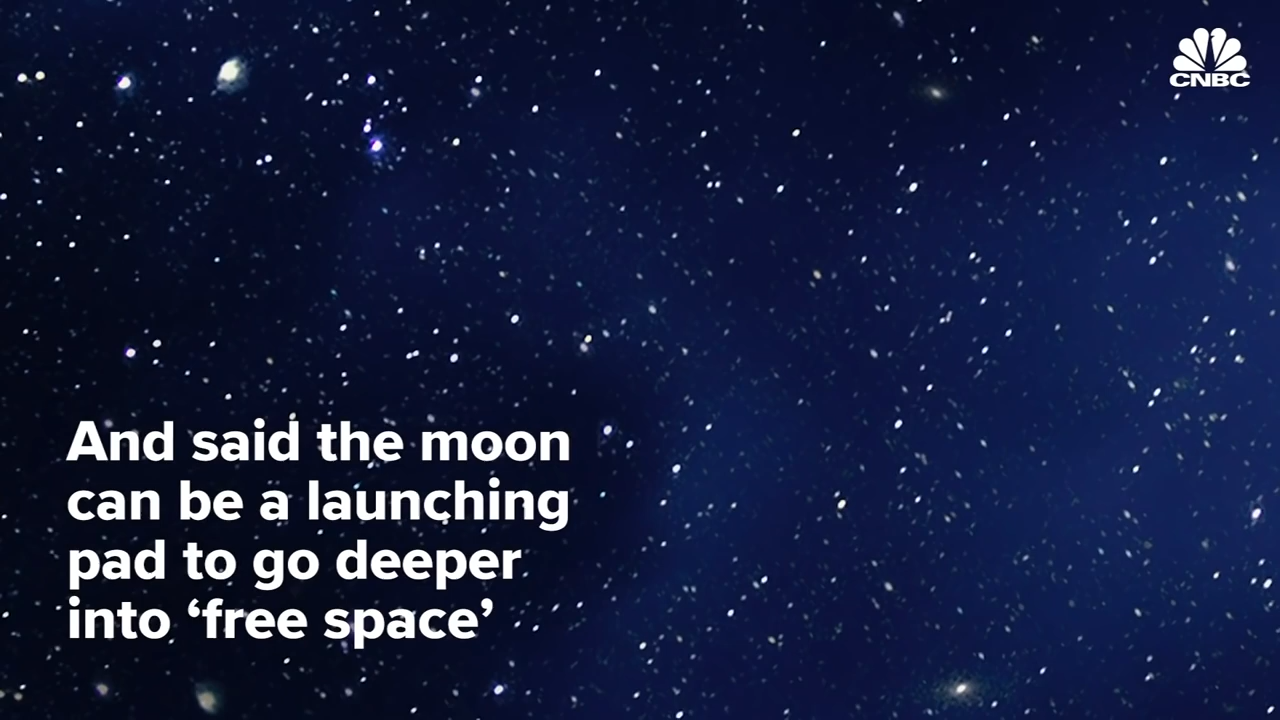 CNBC
And said the moon
can be a launching
pad to go deeper
into ‘free space’